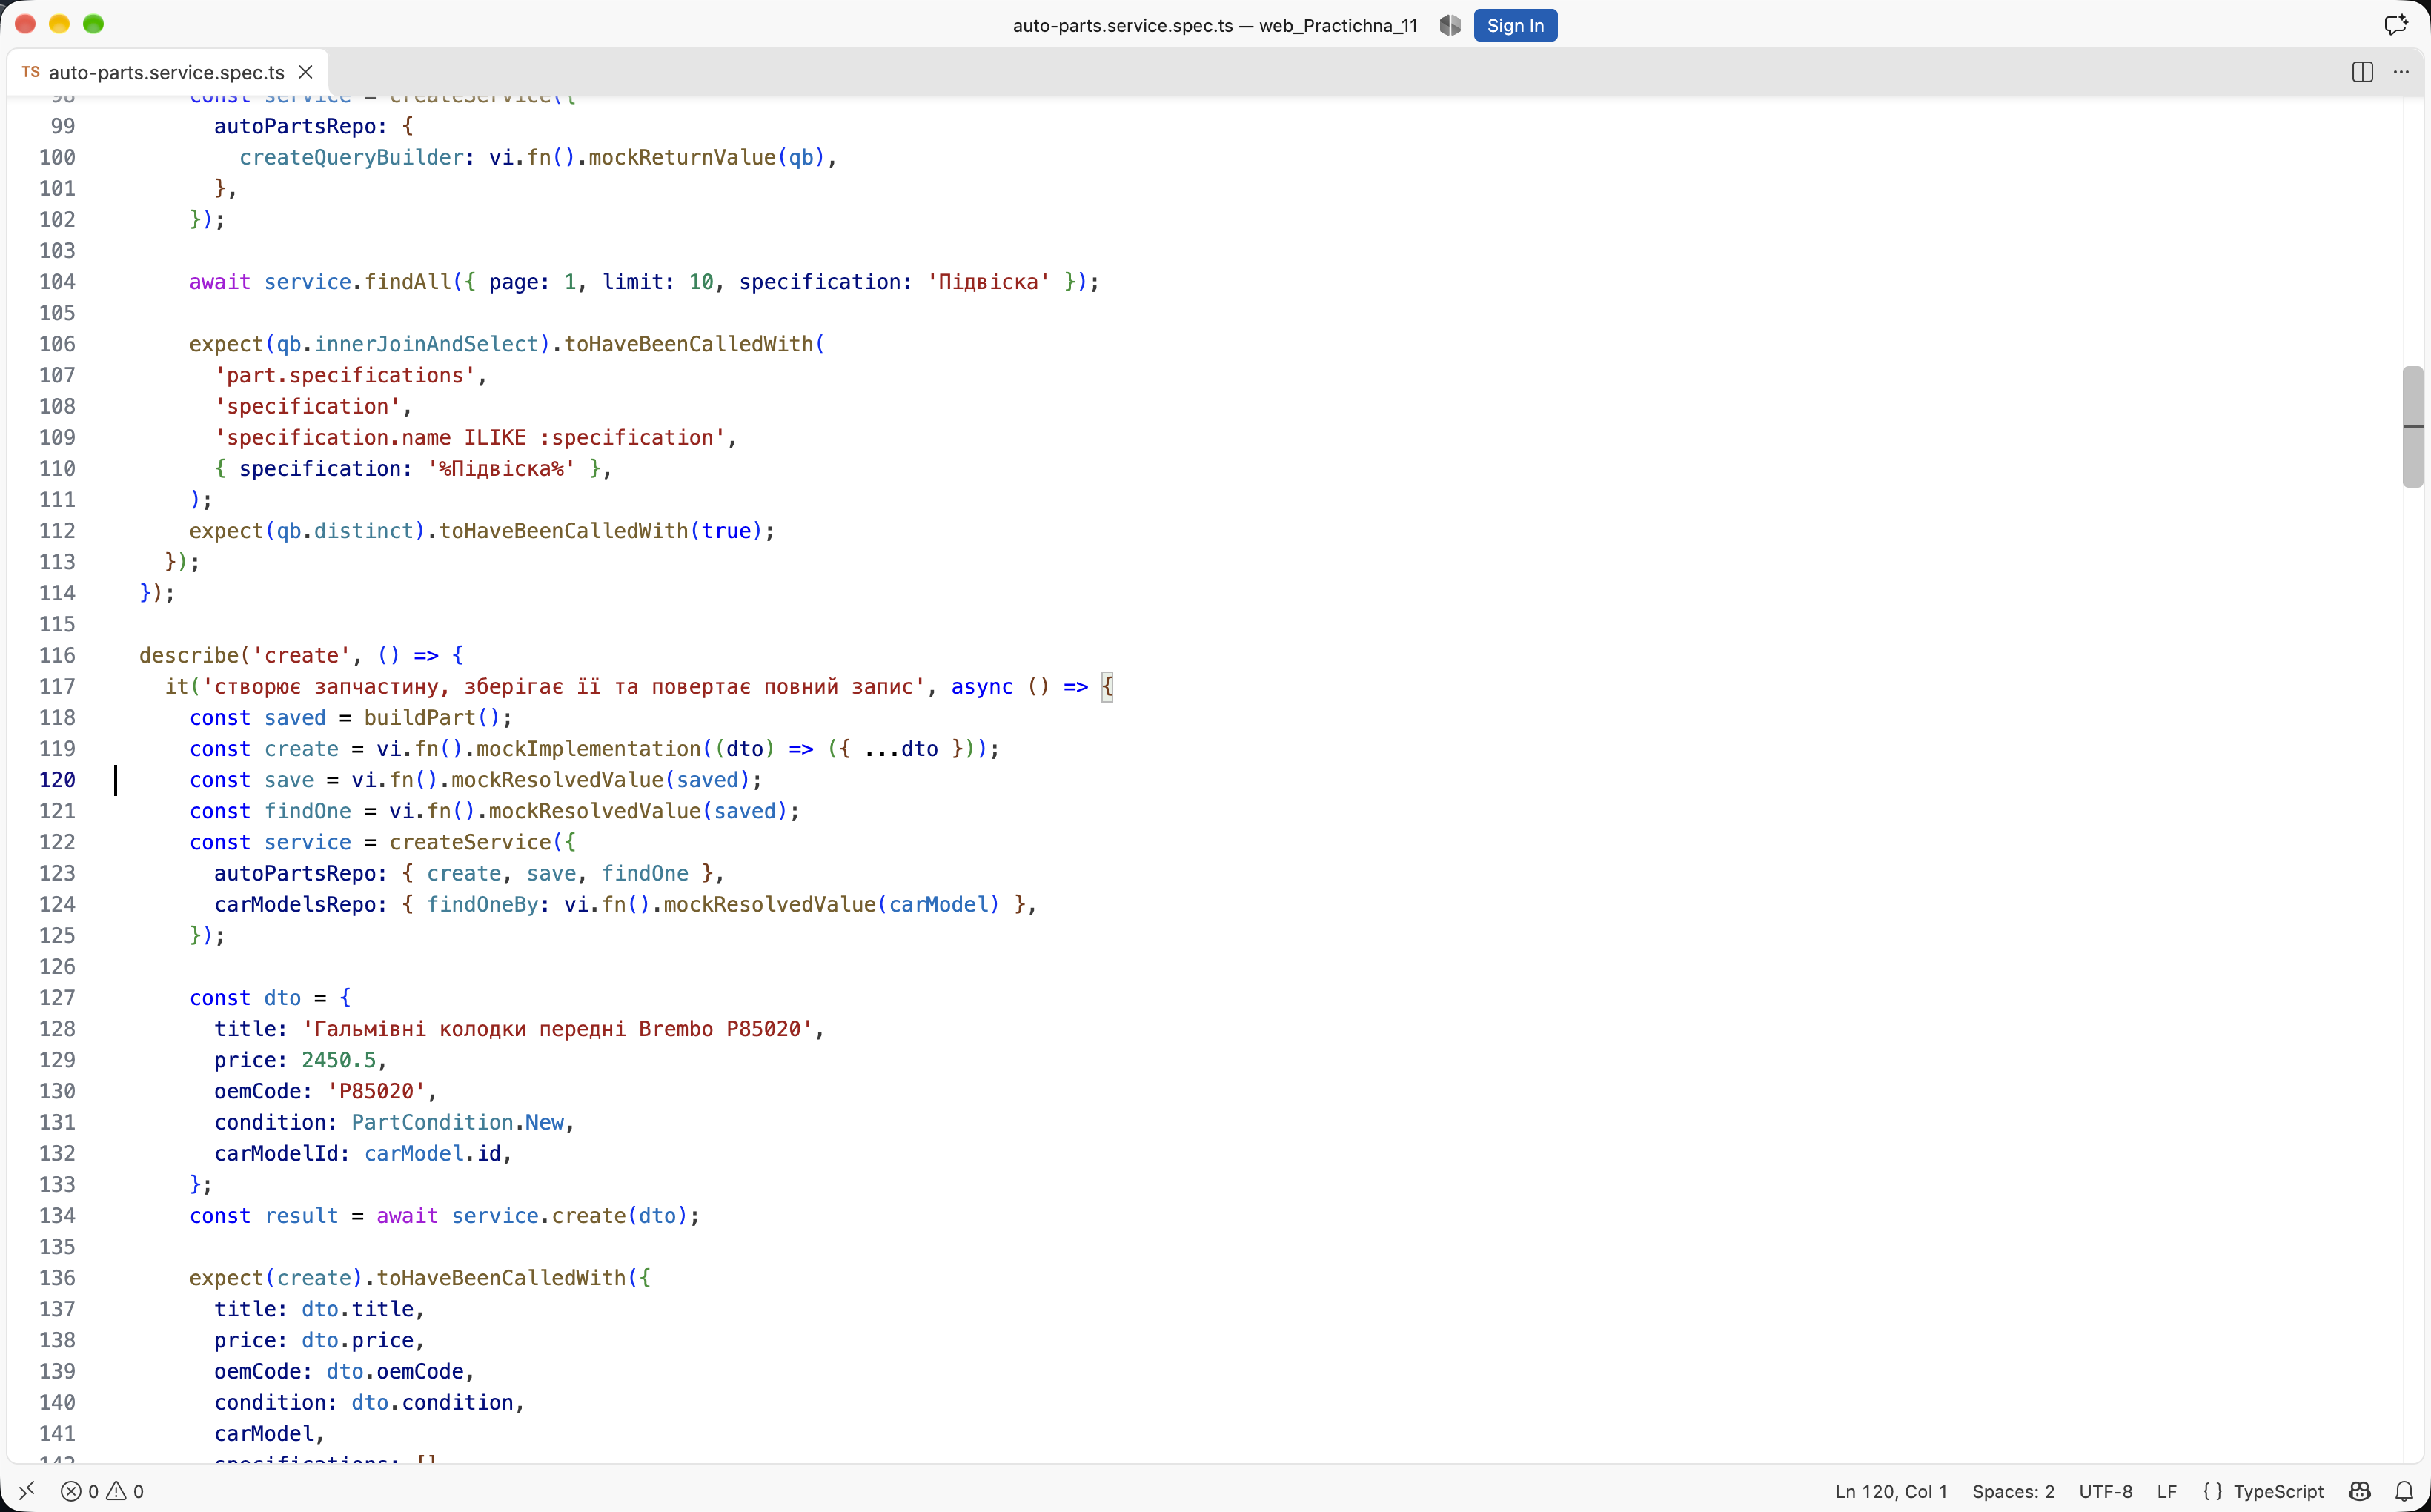 auto-parts.service.spec.ts — web_Practichna_11 Sign In
TS auto-parts.service.spec.ts
98 const service = createService({
99 autoPartsRepo: {
100 createQueryBuilder: vi.fn().mockReturnValue(qb),
101 },
102 });
103
104 await service.findAll({ page: 1, limit: 10, specification: 'Підвіска' });
105
106 expect(qb.innerJoinAndSelect).toHaveBeenCalledWith(
107 'part.specifications',
108 'specification',
109 'specification.name ILIKE :specification',
110 { specification: '%Підвіска%' },
111 );
112 expect(qb.distinct).toHaveBeenCalledWith(true);
113 });
114 });
115
116 describe('create', () => {
117 it('створює запчастину, зберігає її та повертає повний запис', async () => {
118 const saved = buildPart();
119 const create = vi.fn().mockImplementation((dto) => ({ ...dto }));
120 const save = vi.fn().mockResolvedValue(saved);
121 const findOne = vi.fn().mockResolvedValue(saved);
122 const service = createService({
123 autoPartsRepo: { create, save, findOne },
124 carModelsRepo: { findOneBy: vi.fn().mockResolvedValue(carModel) },
125 });
126
127 const dto = {
128 title: 'Гальмівні колодки передні Brembo P85020',
129 price: 2450.5,
130 oemCode: 'P85020',
131 condition: PartCondition.New,
132 carModelId: carModel.id,
133 };
134 const result = await service.create(dto);
135
136 expect(create).toHaveBeenCalledWith({
137 title: dto.title,
138 price: dto.price,
139 oemCode: dto.oemCode,
140 condition: dto.condition,
141 carModel,
142 specifications: []
0 0 Ln 120, Col 1 Spaces: 2 UTF-8 LF {} TypeScript